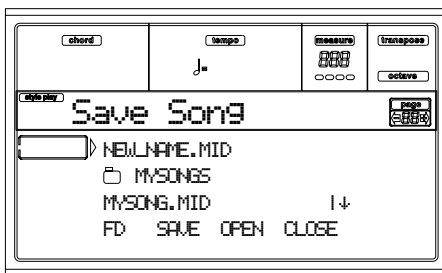 chord tempo measure transpose
♩= 888 octave
style play Save Song page
88
NEW_NAME.MID
MYSONGS
MYSONG.MID |↓
FD SAVE OPEN CLOSE